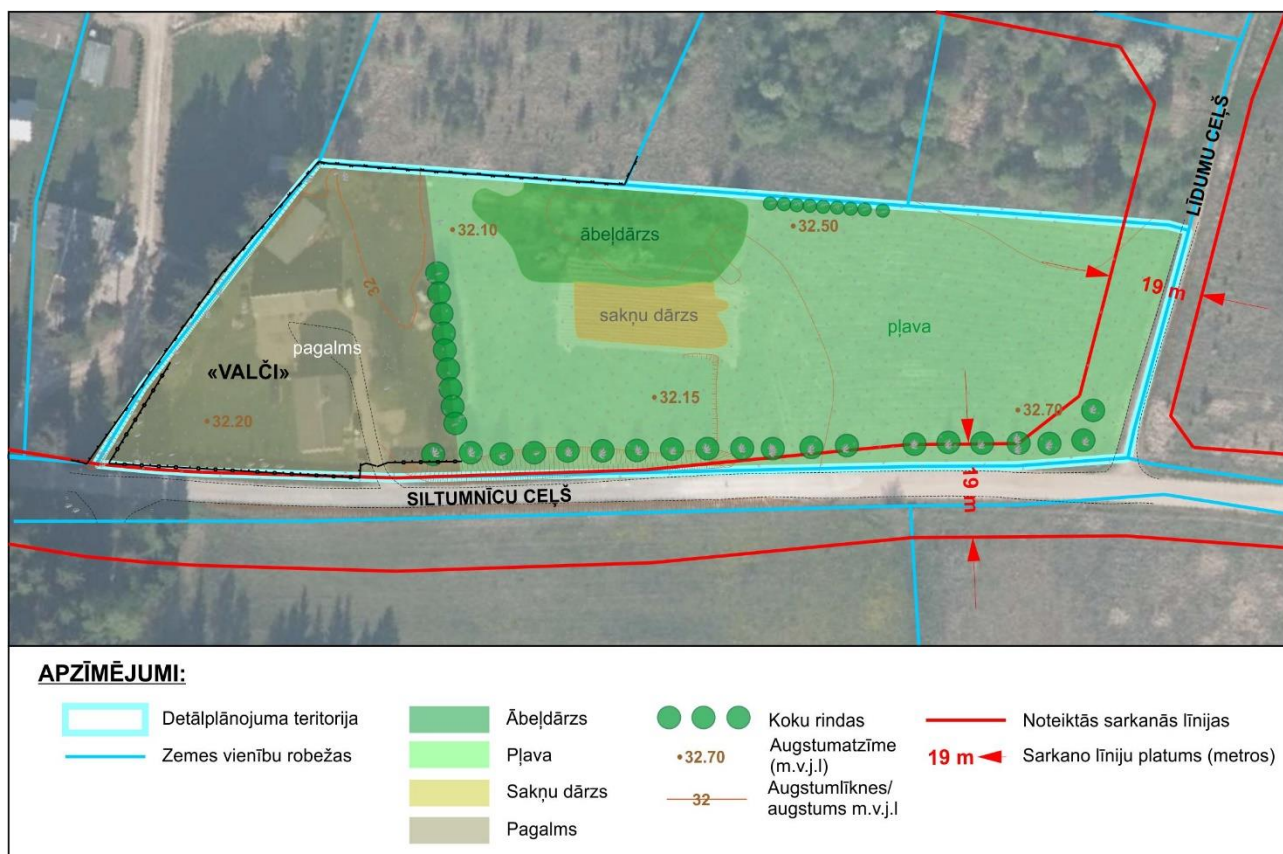 LĪDUMU CEĻŠ
•32.10
ābeļdārzs
•32.50
32
19 m
sakņu dārzs
pļava
pagalms
«VALČI»
•32.20
•32.15
•32.70
SILTUMNĪCU CEĻŠ
19 m
APZĪMĒJUMI:
Detālplānojuma teritorija
Zemes vienību robežas
Ābeļdārzs
Pļava
Sakņu dārzs
Pagalms
Koku rindas
•32.70
Augstumatzīme
(m.v.j.l)
32
Augstumlīknes/
augstums m.v.j.l
Noteiktās sarkanās līnijas
19 m
Sarkano līniju platums (metros)